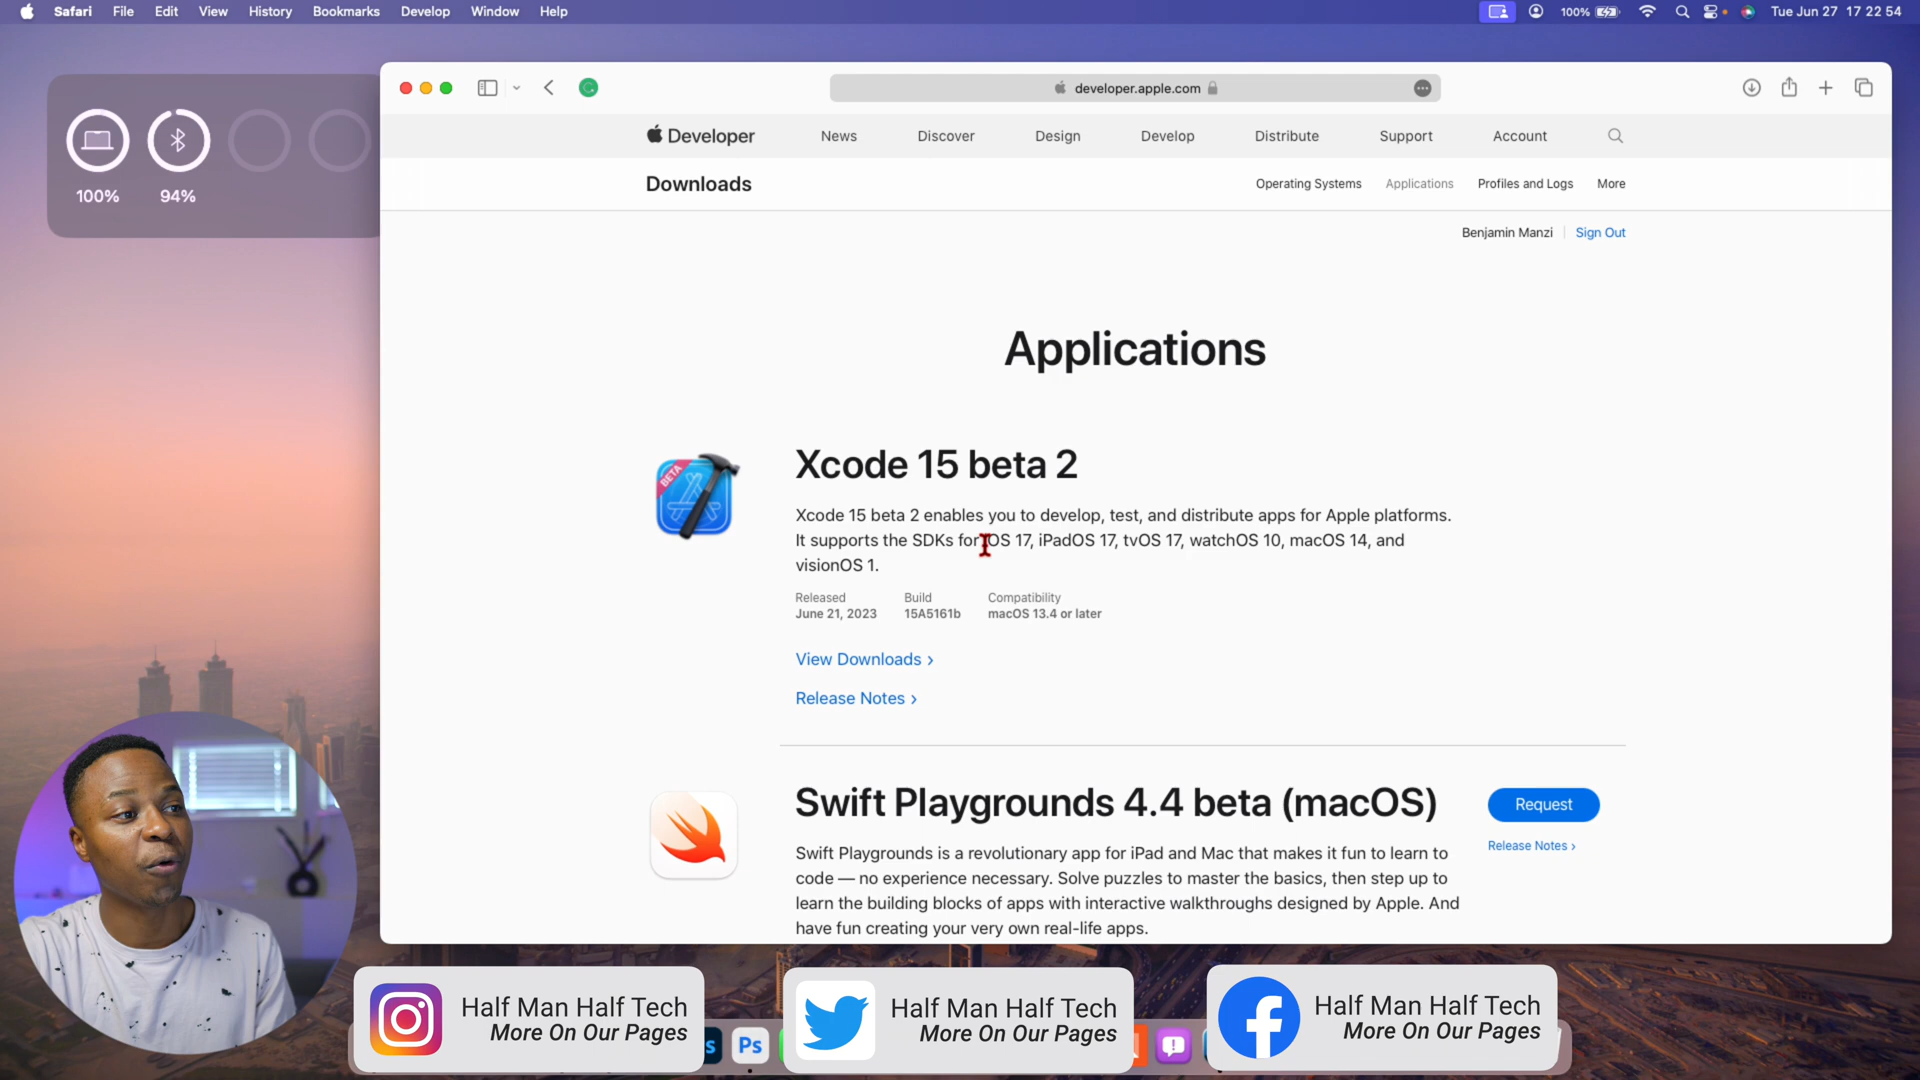 Safari File Edit View History Bookmarks Develop Window Help
100% Tue Jun 27 17 22 54
100% 94%
developer.apple.com
Developer News Discover Design Develop Distribute Support Account
Downloads Operating Systems Applications Profiles and Logs More
Benjamin Manzi Sign Out
Applications
BETA
Xcode 15 beta 2
Xcode 15 beta 2 enables you to develop, test, and distribute apps for Apple platforms.
It supports the SDKs for iOS 17, iPadOS 17, tvOS 17, watchOS 10, macOS 14, and
visionOS 1.
Released Build Compatibility
June 21, 2023 15A5161b macOS 13.4 or later
View Downloads >
Release Notes >
Swift Playgrounds 4.4 beta (macOS)
Request
Release Notes >
Swift Playgrounds is a revolutionary app for iPad and Mac that makes it fun to learn to
code — no experience necessary. Solve puzzles to master the basics, then step up to
learn the building blocks of apps with interactive walkthroughs designed by Apple. And
have fun creating your very own real-life apps.
Half Man Half Tech
More On Our Pages
s
Ps
Half Man Half Tech
More On Our Pages
Half Man Half Tech
More On Our Pages